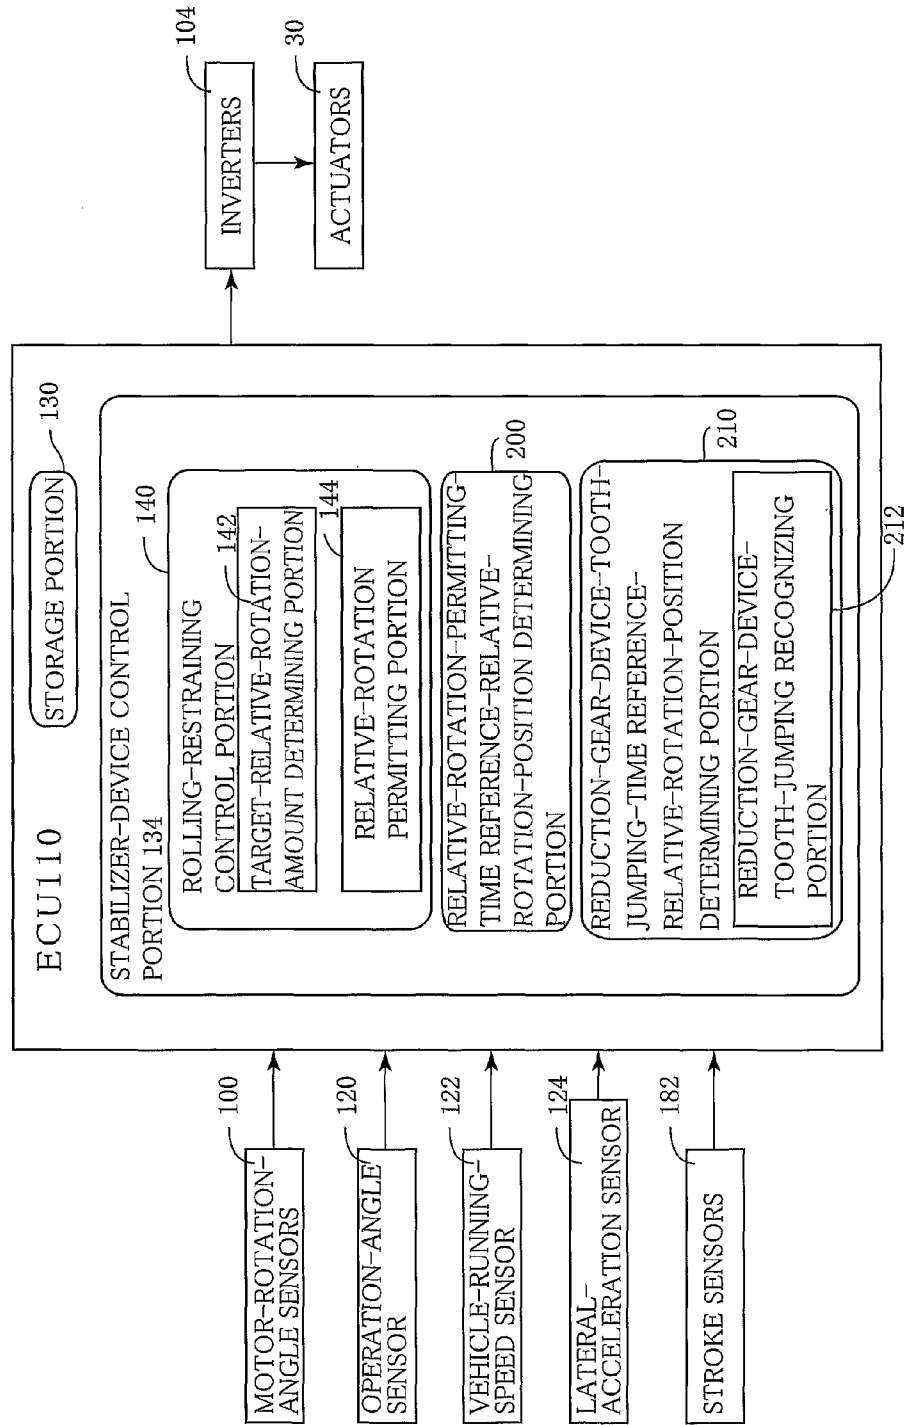 MOTOR-ROTATION-
ANGLE SENSORS
100
OPERATION-ANGLE
SENSOR
120
VEHICLE-RUNNING-
SPEED SENSOR
122
LATERAL-
ACCELERATION SENSOR
124
STROKE SENSORS
182
ECU110
STORAGE PORTION
130
STABILIZER-DEVICE CONTROL
PORTION 134
140
ROLLING-RESTRAINING
CONTROL PORTION
142
TARGET-RELATIVE-ROTATION-
AMOUNT DETERMINING PORTION
144
RELATIVE-ROTATION
PERMITTING PORTION
RELATIVE-ROTATION-PERMITTING-
TIME REFERENCE-RELATIVE-
ROTATION-POSITION DETERMINING
PORTION
200
REDUCTION-GEAR-DEVICE-TOOTH-
JUMPING-TIME REFERENCE-
RELATIVE-ROTATION-POSITION
DETERMINING PORTION
210
REDUCTION-GEAR-DEVICE-
TOOTH-JUMPING RECOGNIZING
PORTION
212
INVERTERS
104
ACTUATORS
30